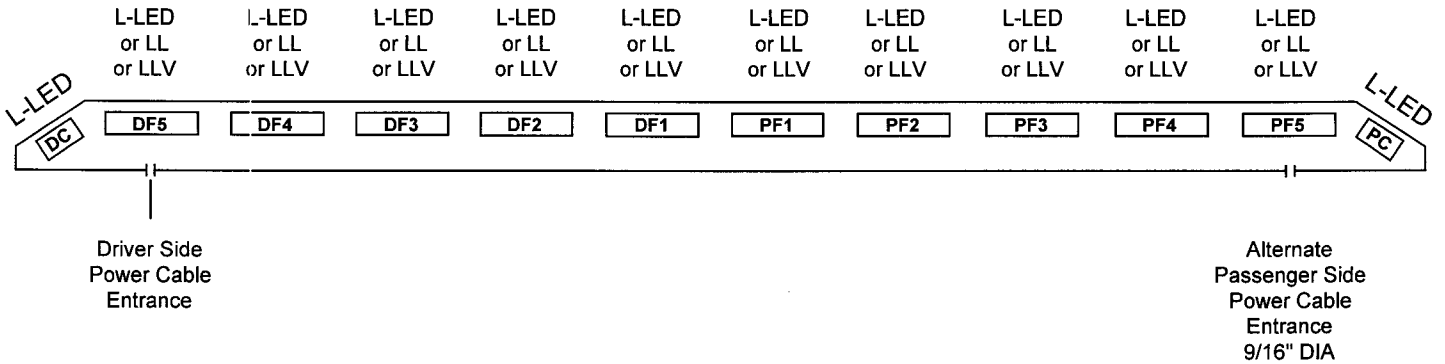 L-LED or LL or LLV
L-LED or LL or LLV
L-LED or LL or LLV
L-LED or LL or LLV
L-LED or LL or LLV
L-LED or LL or LLV
L-LED or LL or LLV
L-LED or LL or LLV
L-LED or LL or LLV
L-LED or LL or LLV
L-LED
L-LED
DC
DF5
DF4
DF3
DF2
DF1
PF1
PF2
PF3
PF4
PF5
PC
Driver Side
Power Cable
Entrance
Alternate
Passenger Side
Power Cable
Entrance
9/16" DIA